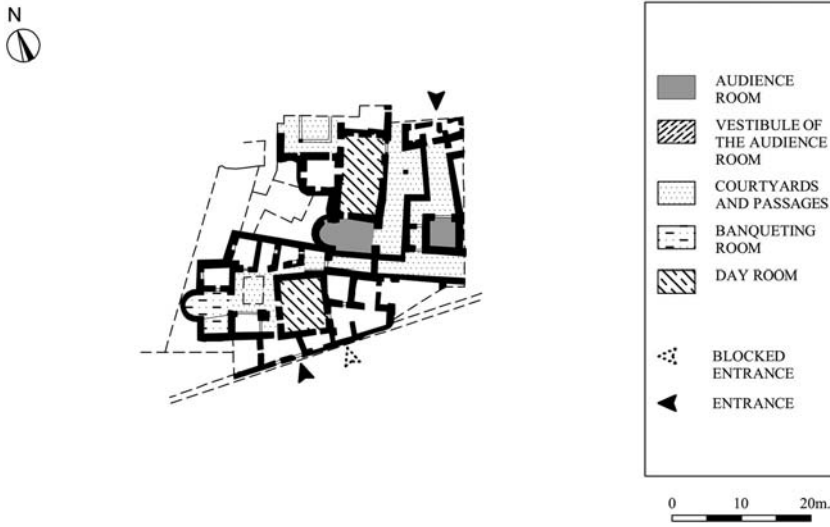 N
AUDIENCE
ROOM
VESTIBULE OF
THE AUDIENCE
ROOM
COURTYARDS
AND PASSAGES
BANQUETING
ROOM
DAY ROOM
BLOCKED
ENTRANCE
ENTRANCE
0 10 20m.